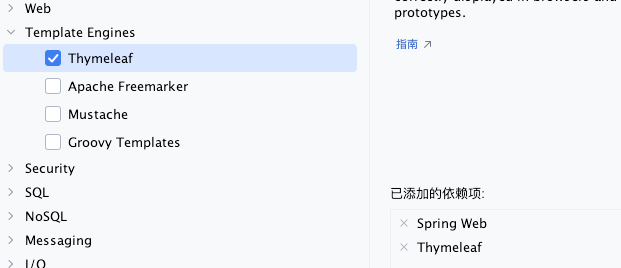 Web
Template Engines
Thymeleaf
Apache Freemarker
Mustache
Groovy Templates
Security
SQL
NoSQL
Messaging
I/O
prototypes.
指南
已添加的依赖项:
Spring Web
Thymeleaf